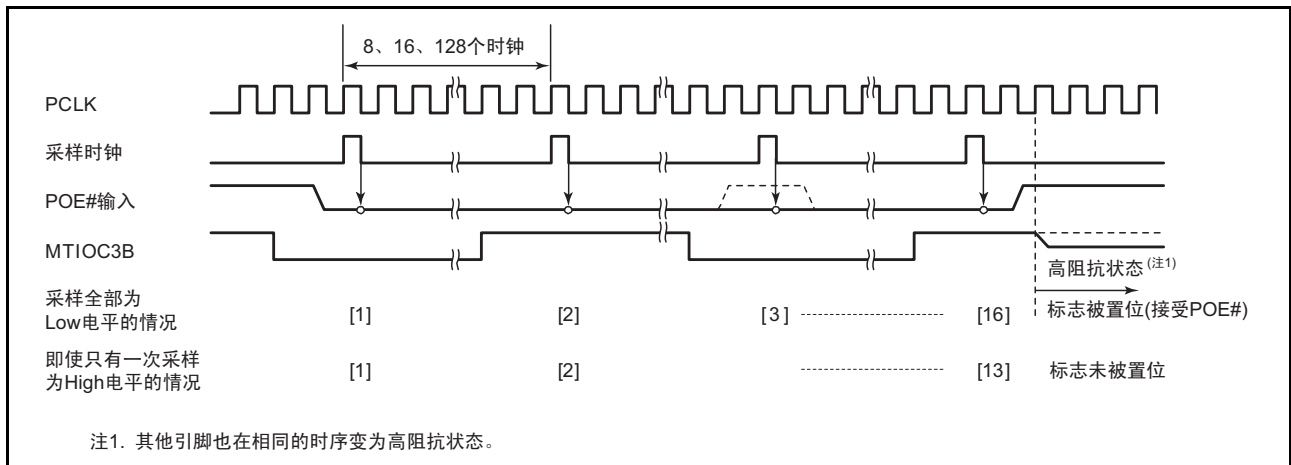 8、16、128个时钟
PCLK
采样时钟
POE#输入
MTIOC3B
高阻抗状态(注1)
采样全部为
Low电平的情况
[1]
[2]
[3]
[16]
标志被置位(接受POE#)
即使只有一次采样
为High电平的情况
[1]
[2]
[13]
标志未被置位
注1. 其他引脚也在相同的时序变为高阻抗状态。